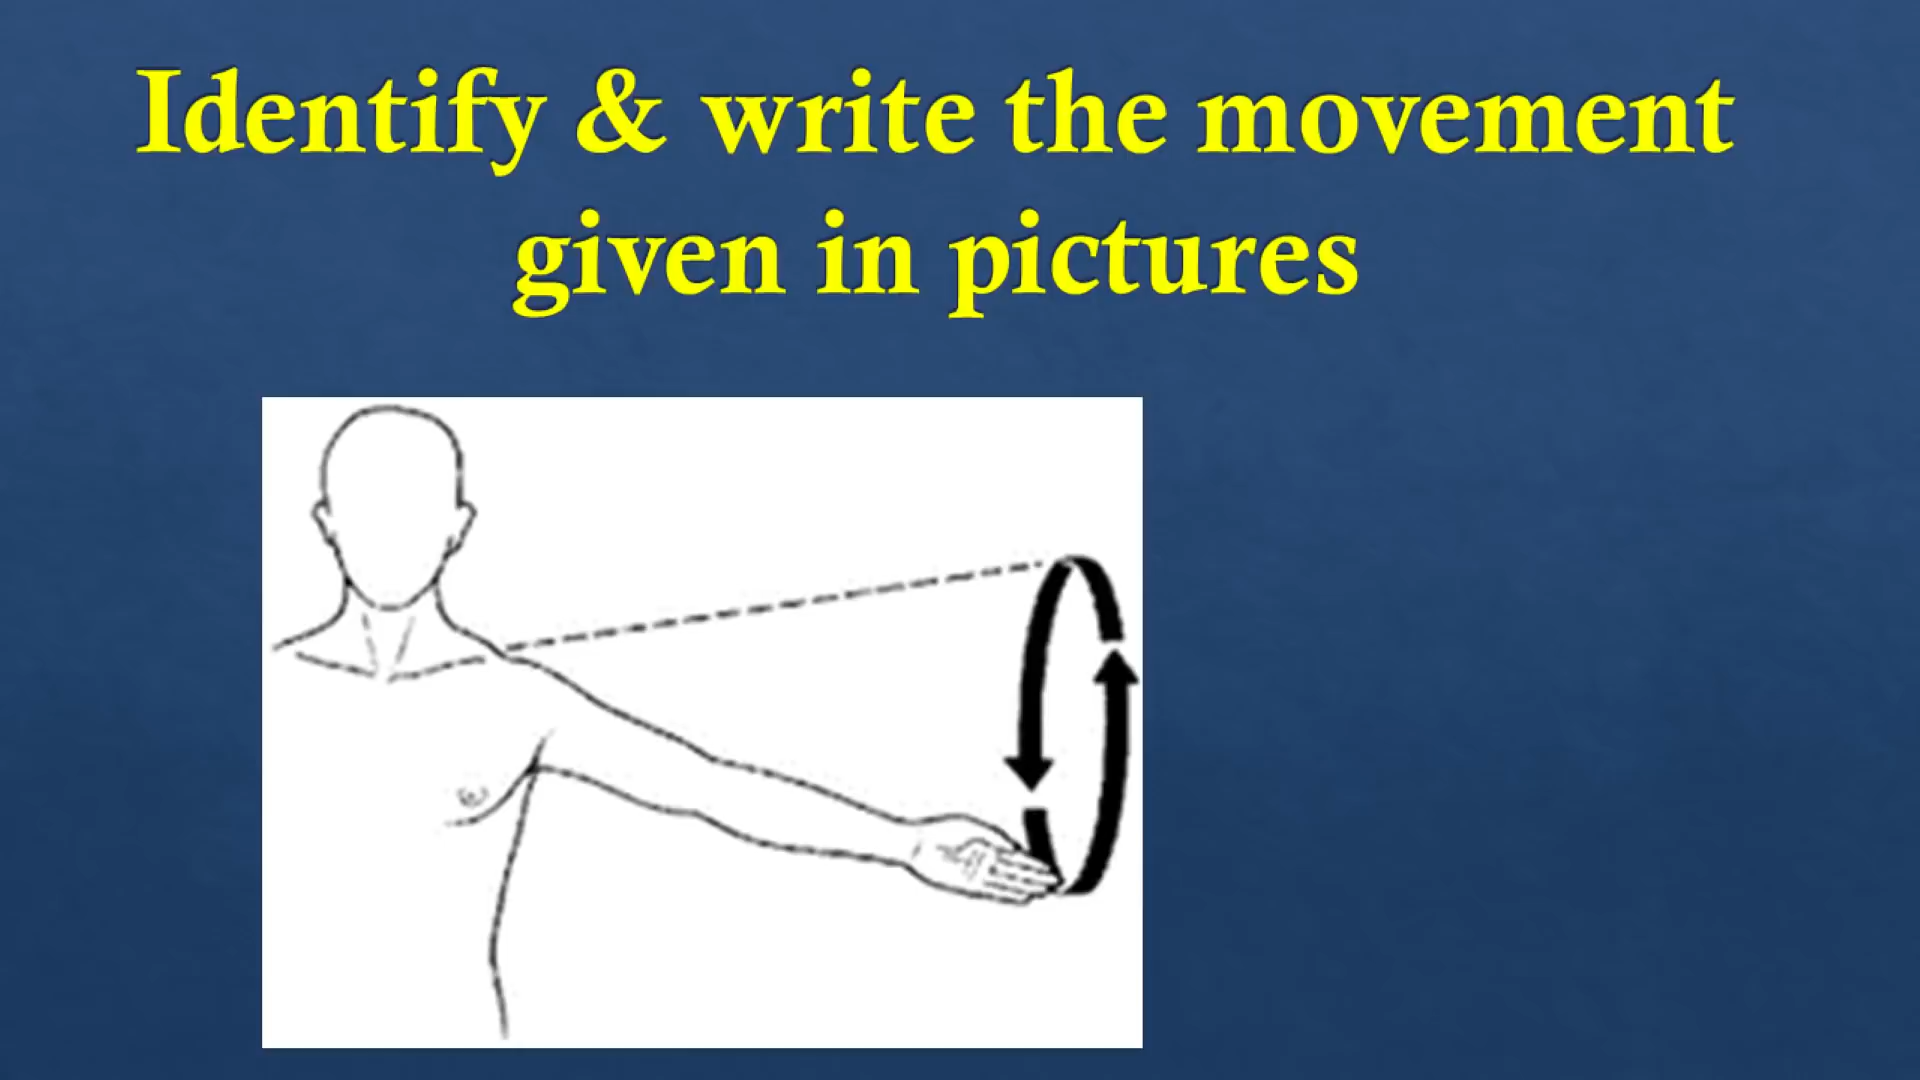 Identify & write the movement
given in pictures